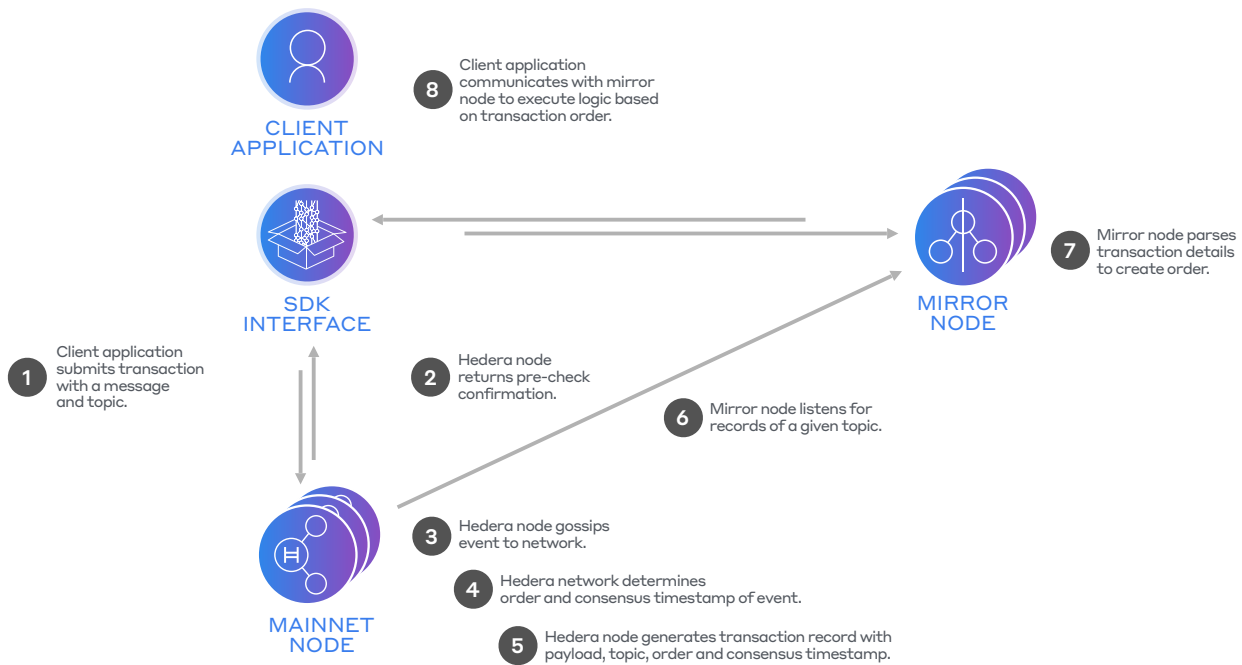 CLIENT
APPLICATION
8
Client application
communicates with mirror
node to execute logic based
on transaction order.
SDK
INTERFACE
MIRROR
NODE
7
Mirror node parses
transaction details
to create order.
1
Client application
submits transaction
with a message
and topic.
2
Hedera node
returns pre-check
confirmation.
6
Mirror node listens for
records of a given topic.
H
MAINNET
NODE
3
Hedera node gossips
event to network.
4
Hedera network determines
order and consensus timestamp of event.
5
Hedera node generates transaction record with
payload, topic, order and consensus timestamp.